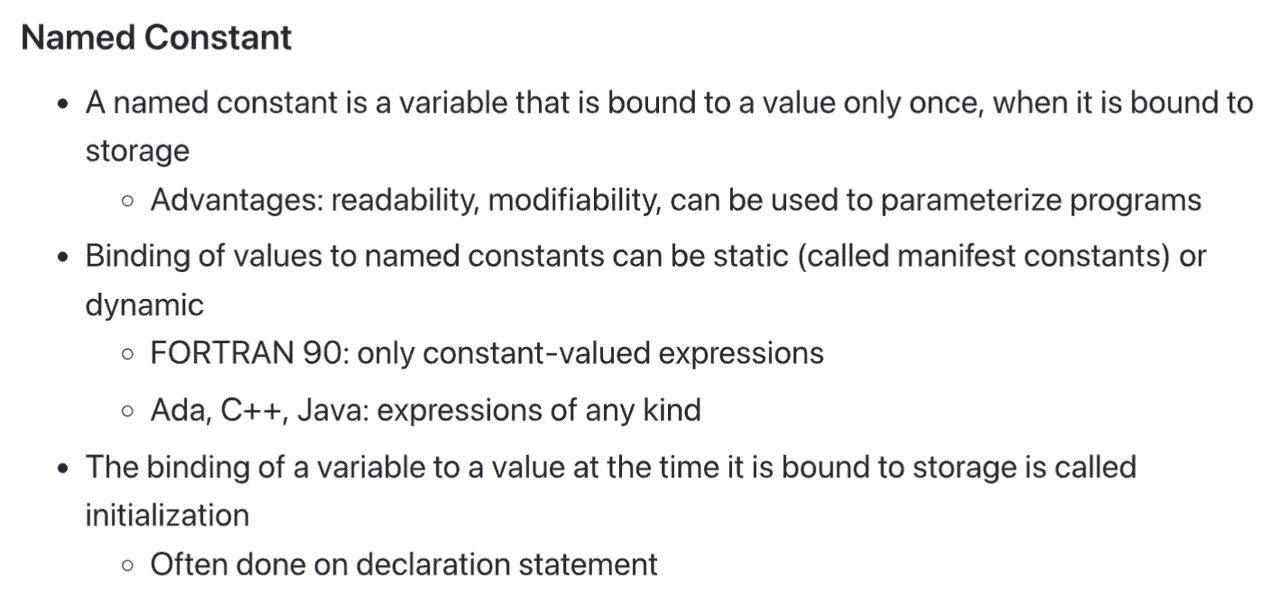 Named Constant
• A named constant is a variable that is bound to a value only once, when it is bound to
storage
◦ Advantages: readability, modifiability, can be used to parameterize programs
• Binding of values to named constants can be static (called manifest constants) or
dynamic
◦ FORTRAN 90: only constant-valued expressions
◦ Ada, C++, Java: expressions of any kind
• The binding of a variable to a value at the time it is bound to storage is called
initialization
◦ Often done on declaration statement